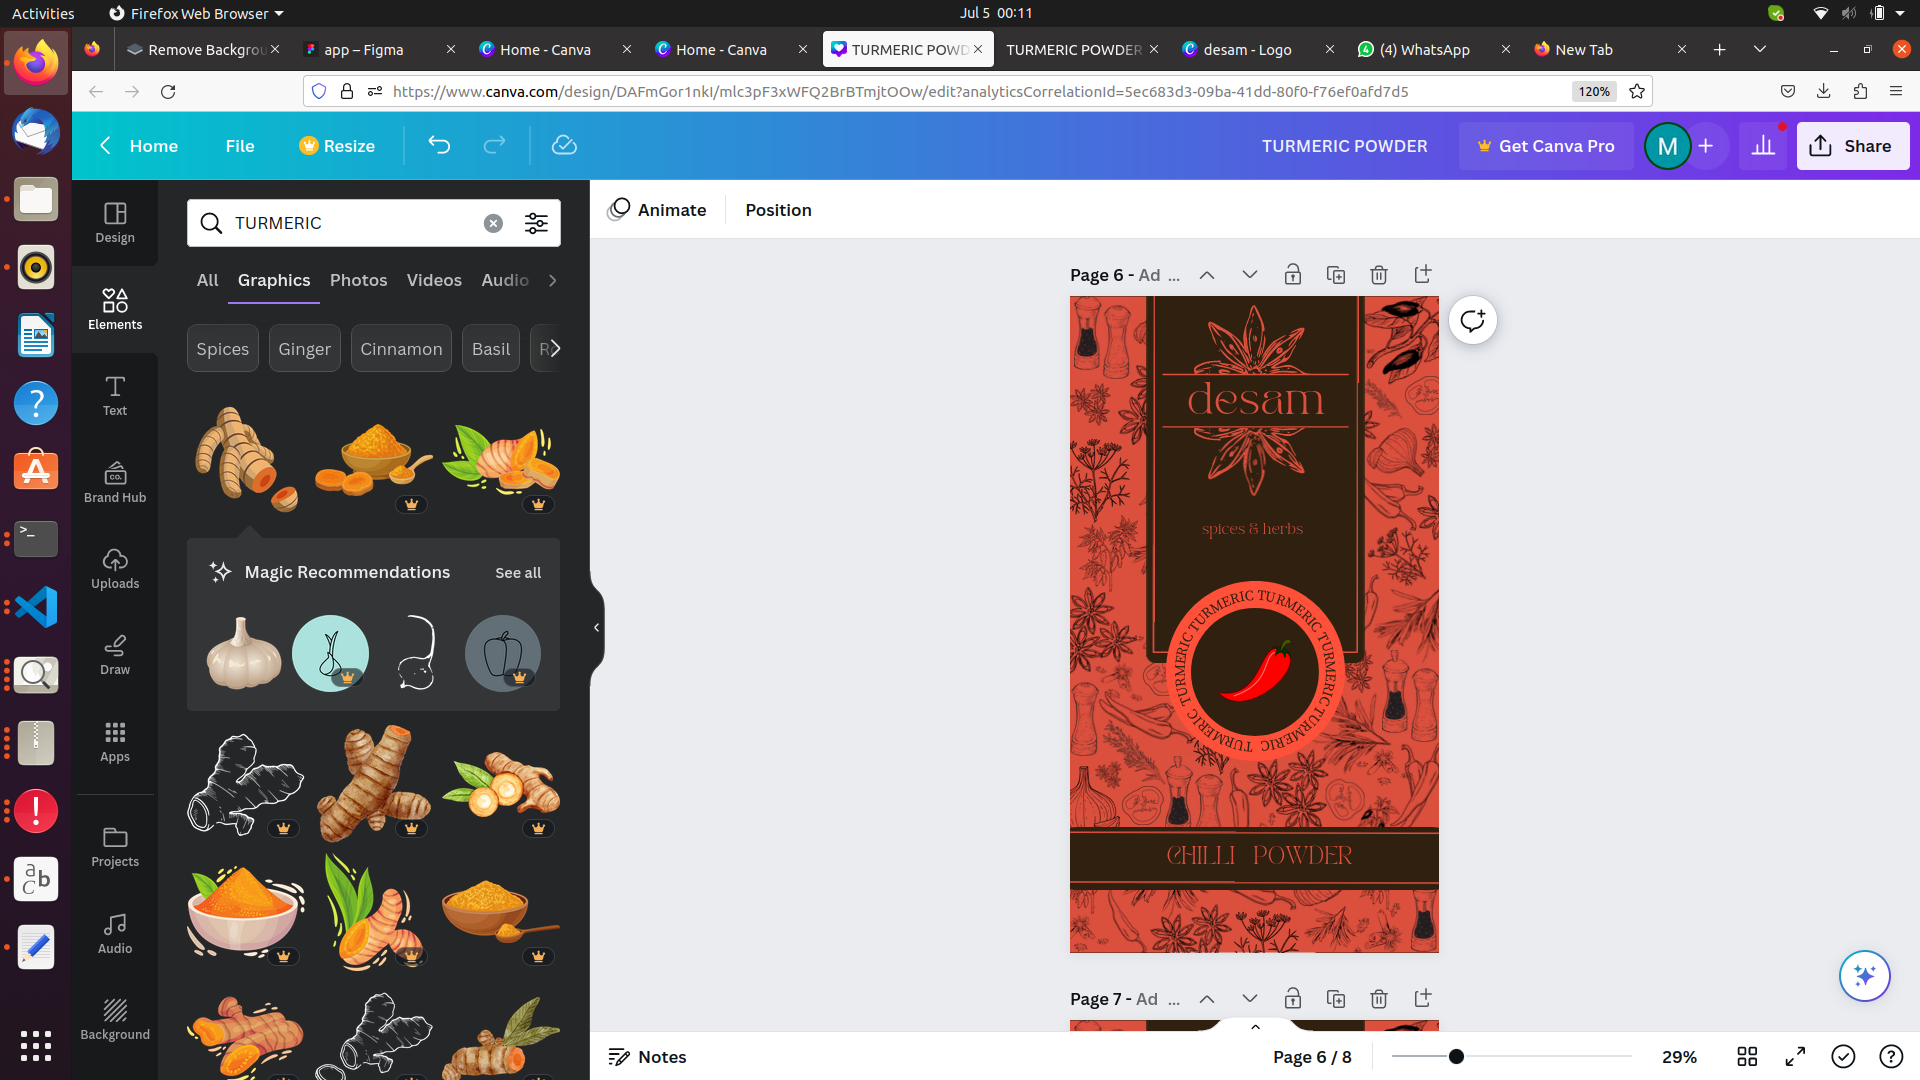 Activities
Firefox Web Browser
Jul 5 00:11
Remove Backgrou
app – Figma
Home - Canva
Home - Canva
TURMERIC POWD
TURMERIC POWDER
desam - Logo
(4) WhatsApp
New Tab
https://www.canva.com/design/DAFmGor1nkI/mlc3pF3xWFQ2BrBTmjtOOw/edit?analyticsCorrelationId=5ec683d3-09ba-41dd-80f0-f76ef0afd7d5
120%
Home
File
Resize
TURMERIC POWDER
Get Canva Pro
M
Share
Design
Elements
Text
Brand Hub
Uploads
Draw
Apps
Projects
Audio
Background
TURMERIC
All
Graphics
Photos
Videos
Audio
Spices
Ginger
Cinnamon
Basil
Magic Recommendations
See all
Animate
Position
Page 6 - Ad ...
desam
spices & herbs
TURMERIC TURMERIC TURMERIC TURMERIC TURMERIC TURMERIC TURMERIC TURMERIC
CHILLI POWDER
Page 7 - Ad ...
Notes
Page 6 / 8
29%